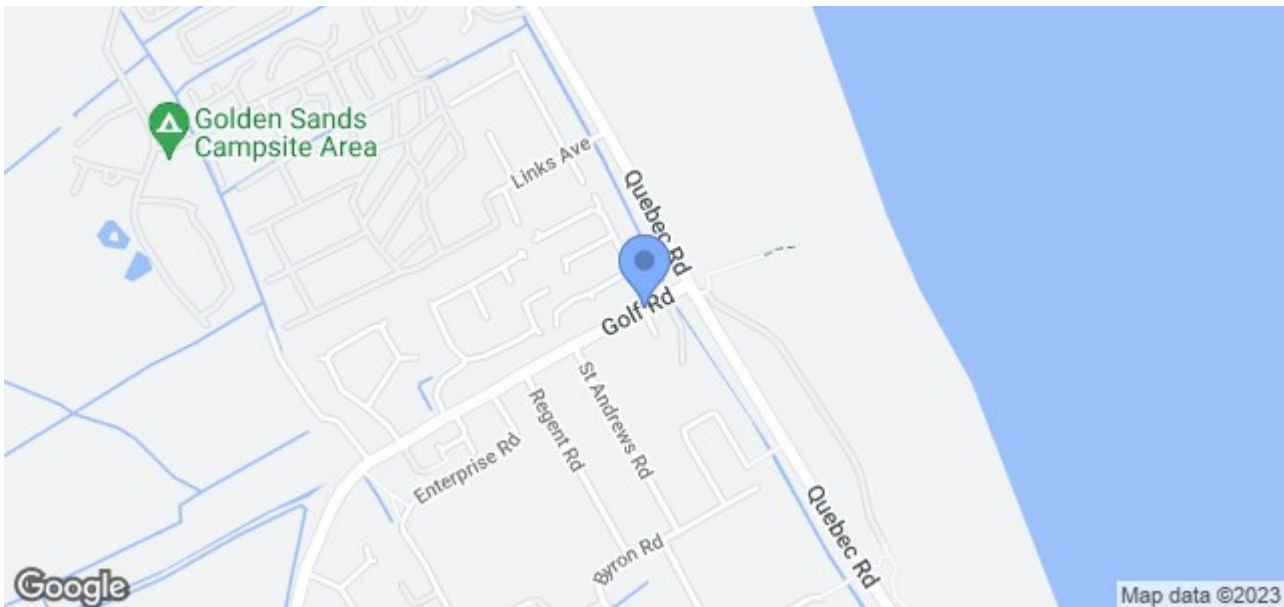 Golden Sands
Campsite Area
Links Ave
Quebec Rd
Golf Rd
St Andrews Rd
Regent Rd
Enterprise Rd
Byron Rd
Quebec Rd
Google
Map data ©2023